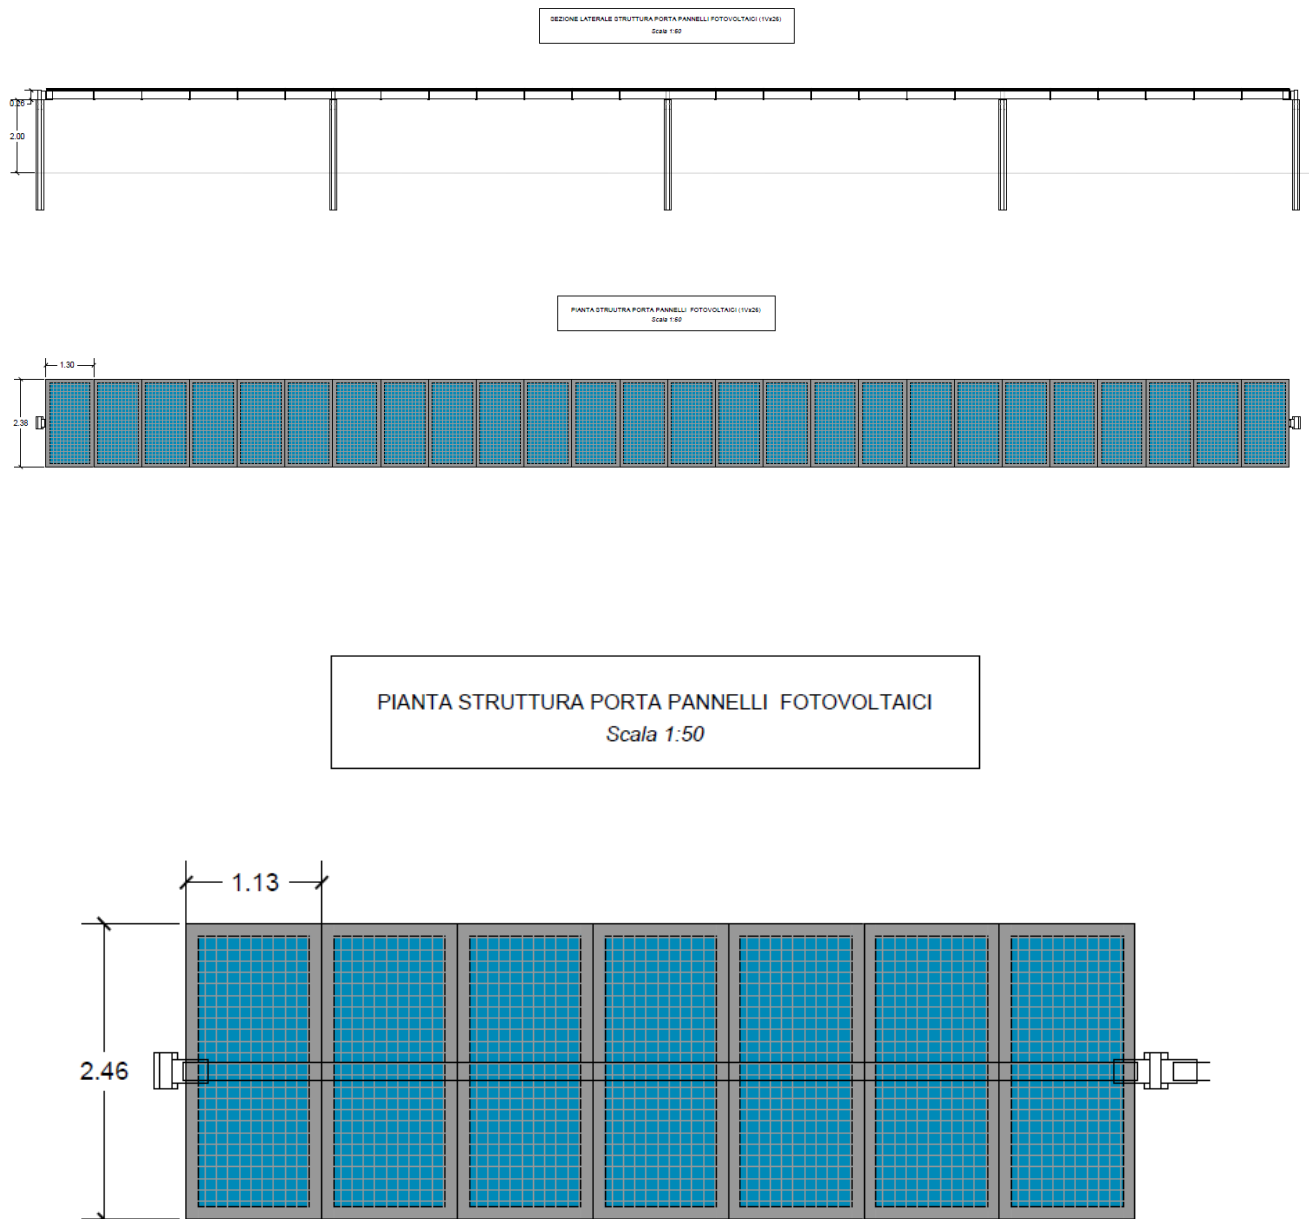 SEZIONE LATERALE STRUTTURA PORTA PANNELLI FOTOVOLTAICI (1Vx26)
Scala 1:50
0.26
2.00
PIANTA STRUUTRA PORTA PANNELLI FOTOVOLTAICI (1Vx26)
Scala 1:50
1.30
2.38
PIANTA STRUTTURA PORTA PANNELLI FOTOVOLTAICI
Scala 1:50
1.13
2.46